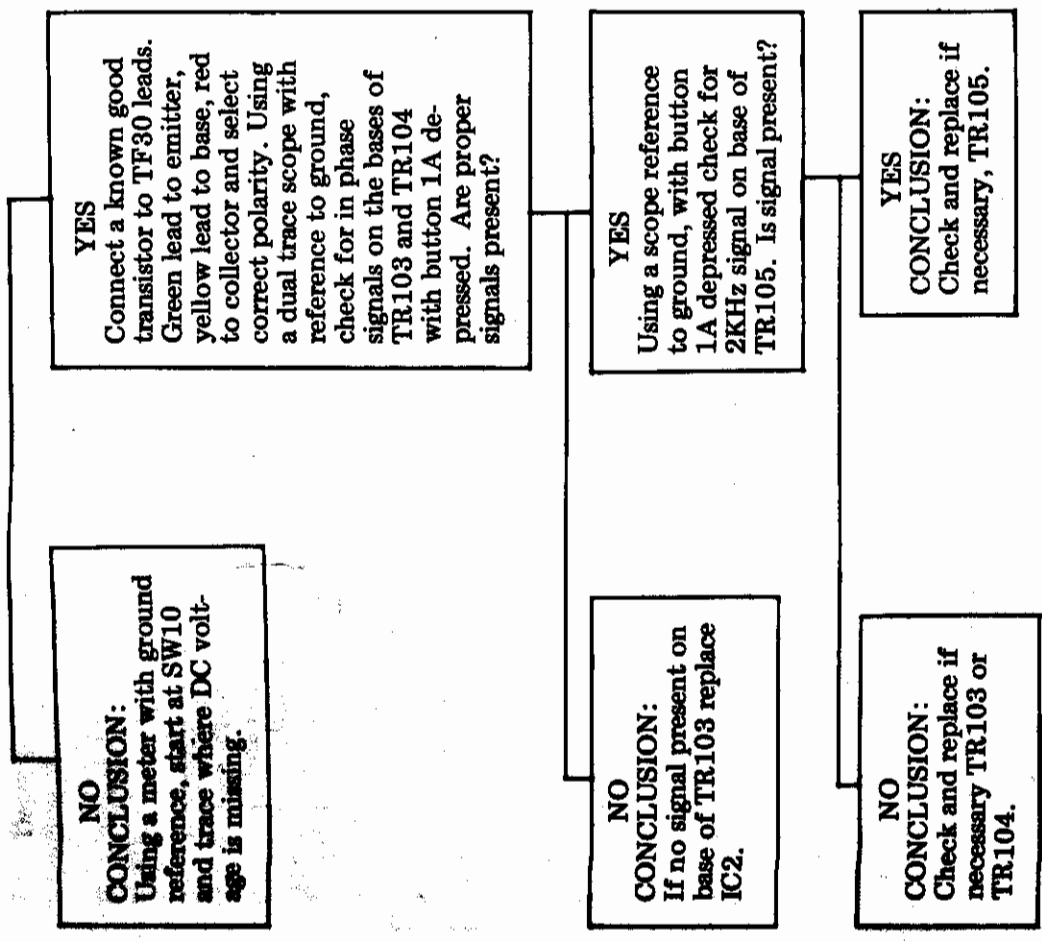 NO
CONCLUSION:
Using a meter with ground
reference, start at SW10
and trace where DC volt-
age is missing.
YES
Connect a known good
transistor to TF30 leads.
Green lead to emitter,
yellow lead to base, red
to collector and select
correct polarity. Using
a dual trace scope with
reference to ground,
check for in phase
signals on the bases of
TR103 and TR104
with button 1A de-
pressed. Are proper
signals present?
NO
CONCLUSION:
If no signal present on
base of TR103 replace
IC2.
YES
Using a scope reference
to ground, with button
1A depressed check for
2KHz signal on base of
TR105. Is signal present?
NO
CONCLUSION:
Check and replace if
necessary TR103 or
TR104.
YES
CONCLUSION:
Check and replace if
necessary, TR105.